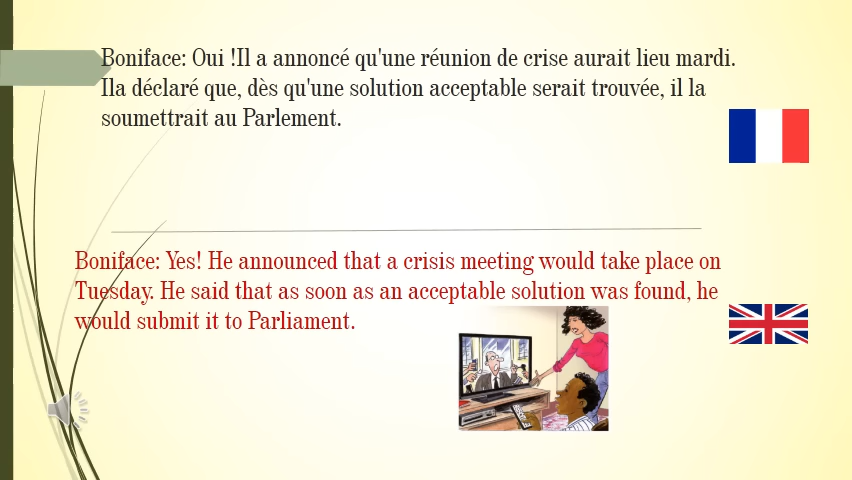 Boniface: Oui !Il a annoncé qu'une réunion de crise aurait lieu mardi.
Ila déclaré que, dès qu'une solution acceptable serait trouvée, il la
soumettrait au Parlement.
Boniface: Yes! He announced that a crisis meeting would take place on
Tuesday. He said that as soon as an acceptable solution was found, he
would submit it to Parliament.